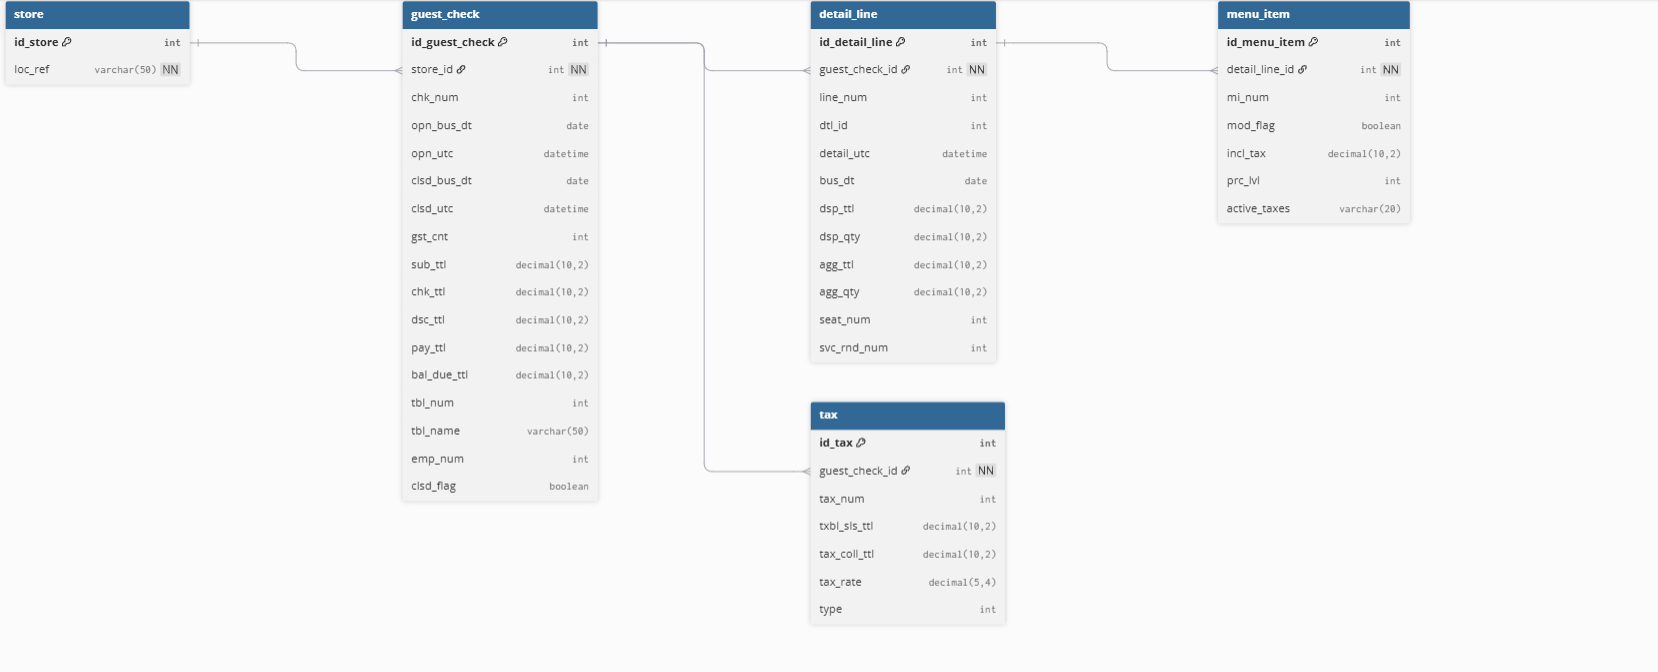 store
id_store int
loc_ref varchar(50) NN
guest_check
id_guest_check int
store_id int NN
chk_num int
opn_bus_dt date
opn_utc datetime
clsd_bus_dt date
clsd_utc datetime
gst_cnt int
sub_ttl decimal(10,2)
chk_ttl decimal(10,2)
dsc_ttl decimal(10,2)
pay_ttl decimal(10,2)
bal_due_ttl decimal(10,2)
tbl_num int
tbl_name varchar(50)
emp_num int
clsd_flag boolean
detail_line
id_detail_line int
guest_check_id int NN
line_num int
dtl_id int
detail_utc datetime
bus_dt date
dsp_ttl decimal(10,2)
dsp_qty decimal(10,2)
agg_ttl decimal(10,2)
agg_qty decimal(10,2)
seat_num int
svc_rnd_num int
tax
id_tax int
guest_check_id int NN
tax_num int
txbl_sls_ttl decimal(10,2)
tax_coll_ttl decimal(10,2)
tax_rate decimal(5,4)
type int
menu_item
id_menu_item int
detail_line_id int NN
mi_num int
mod_flag boolean
incl_tax decimal(10,2)
prc_lvl int
active_taxes varchar(20)